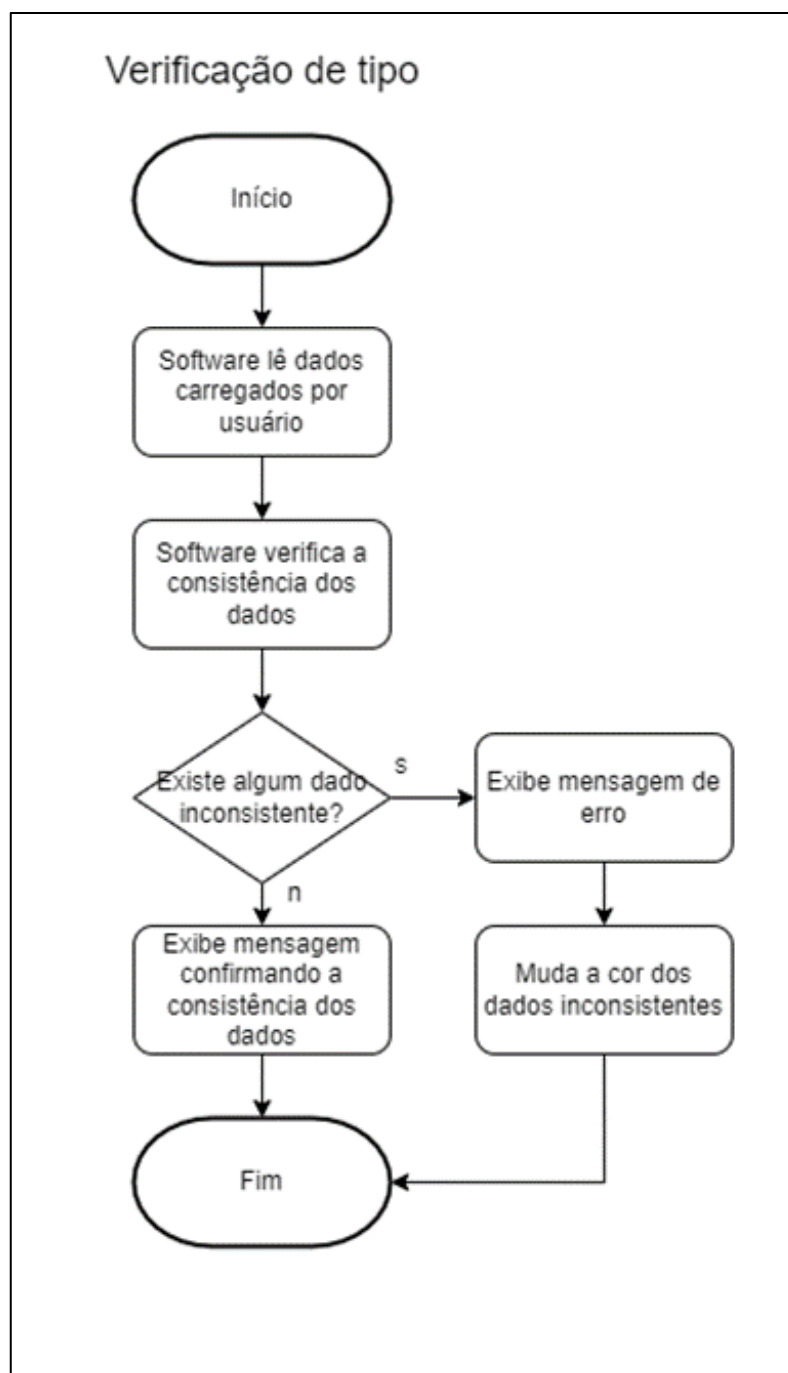 Verificação de tipo
Início
Software lê dados
carregados por
usuário
Software verifica a
consistência dos
dados
Existe algum dado
inconsistente?
s
Exibe mensagem de
erro
n
Exibe mensagem
confirmando a
consistência dos
dados
Muda a cor dos
dados inconsistentes
Fim